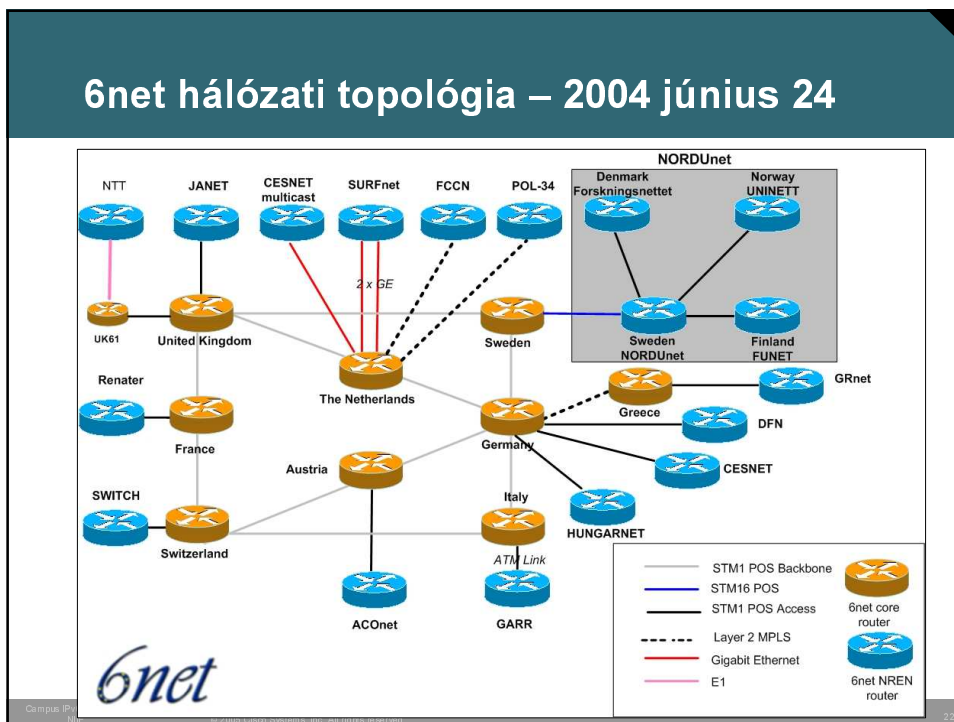 6net hálózati topológia – 2004 június 24
NORDUnet
NTT
JANET
CESNET
multicast
SURFnet
FCCN
POL-34
Denmark
Forskningsnettet
Norway
UNINETT
2 x GE
UK61
United Kingdom
Sweden
Sweden
NORDUnet
Finland
FUNET
Renater
The Netherlands
Greece
GRnet
France
Germany
DFN
Austria
CESNET
SWITCH
Italy
HUNGARNET
Switzerland
ATM Link
ACOnet
GARR
STM1 POS Backbone
STM16 POS
STM1 POS Access
Layer 2 MPLS
Gigabit Ethernet
E1
6net core
router
6net NREN
router
6net
Campus
22